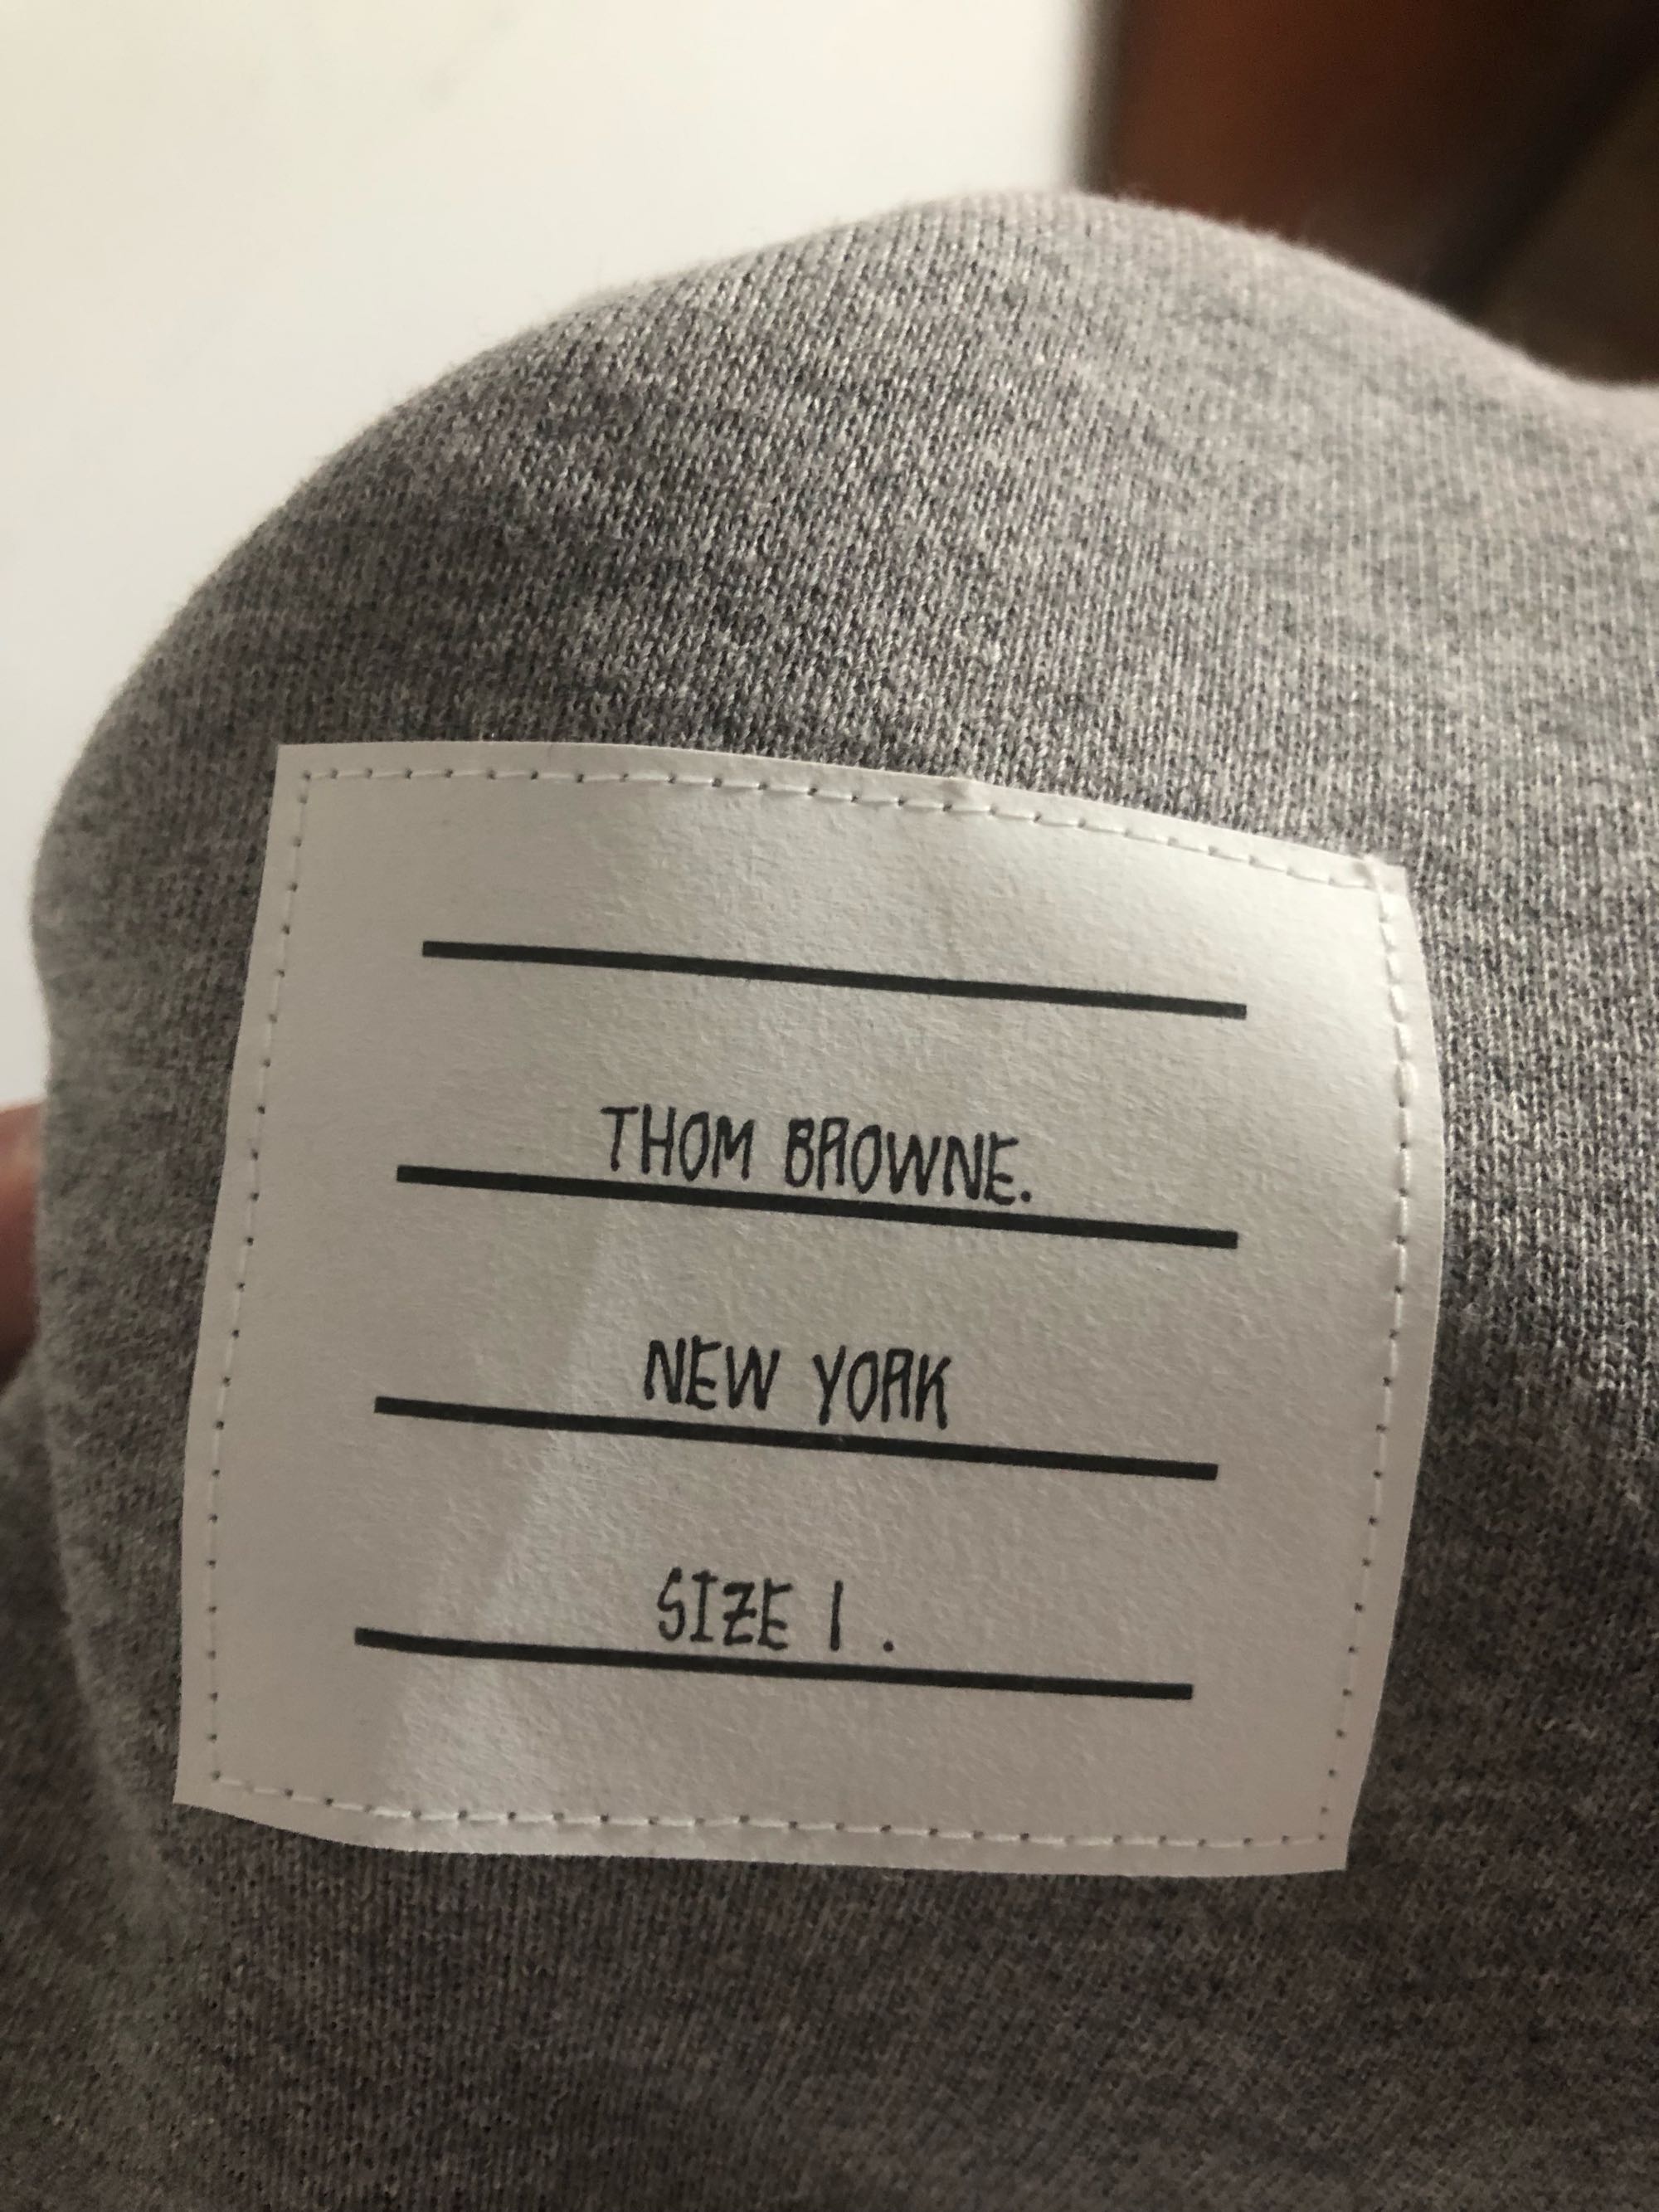 THOM BROWNE.
NEW YORK
SIZE 1.